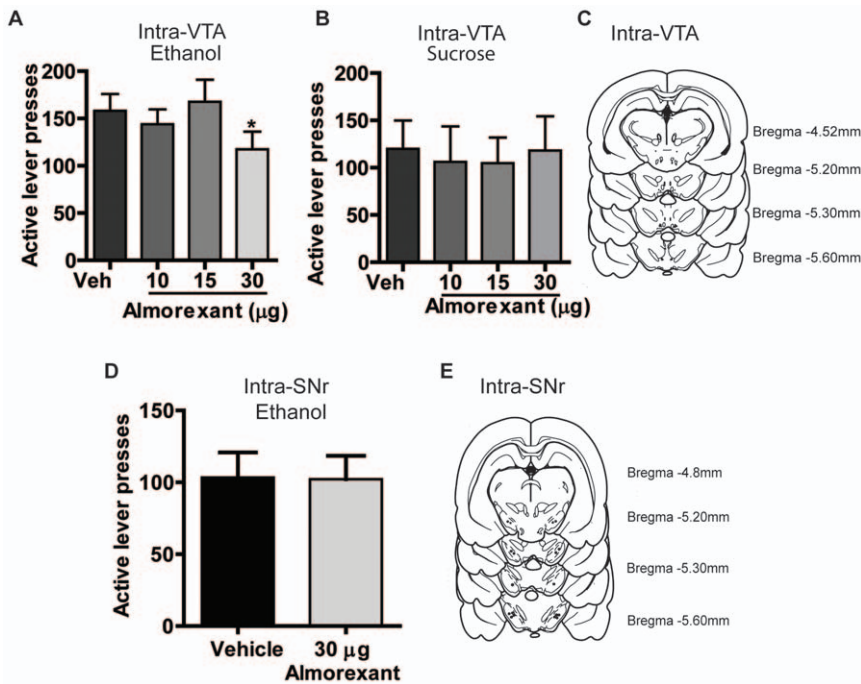 A
Intra-VTA
Ethanol
Active lever presses
200
150
100
50
0
*
Veh
10
15
30
Almorexant (μg)
B
Intra-VTA
Sucrose
Active lever presses
200
150
100
50
0
Veh
10
15
30
Almorexant (μg)
C
Intra-VTA
Bregma -4.52mm
Bregma -5.20mm
Bregma -5.30mm
Bregma -5.60mm
D
Intra-SNr
Ethanol
Active lever presses
150
100
50
0
Vehicle
30 μg
Almorexant
E
Intra-SNr
Bregma -4.8mm
Bregma -5.20mm
Bregma -5.30mm
Bregma -5.60mm